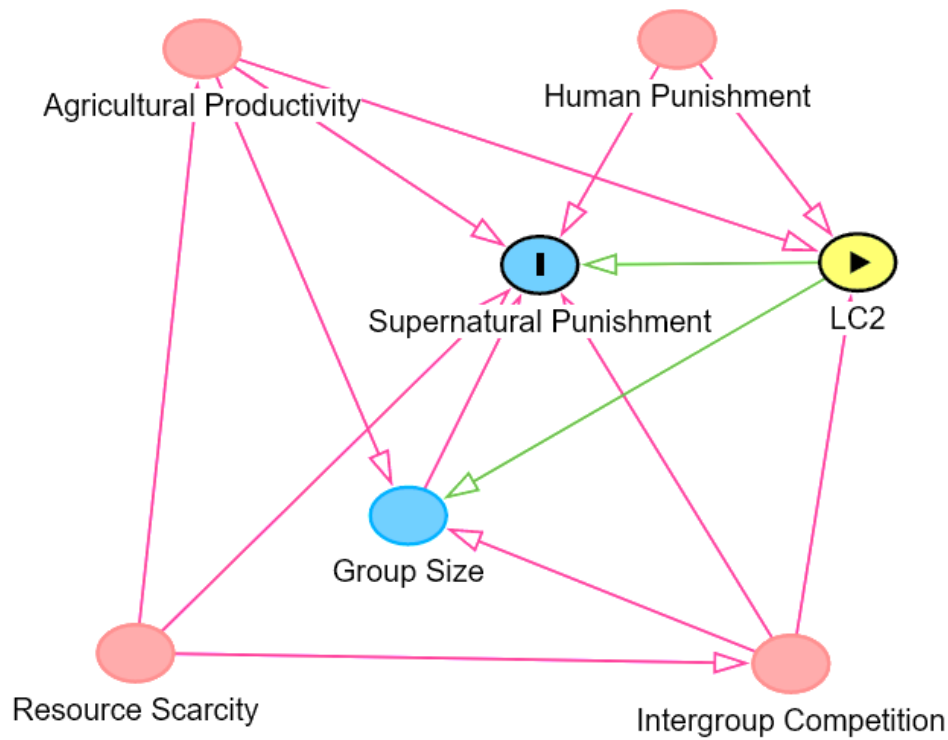 Human Punishment
Agricultural Productivity
Supernatural Punishment
LC2
Group Size
Resource Scarcity
Intergroup Competition